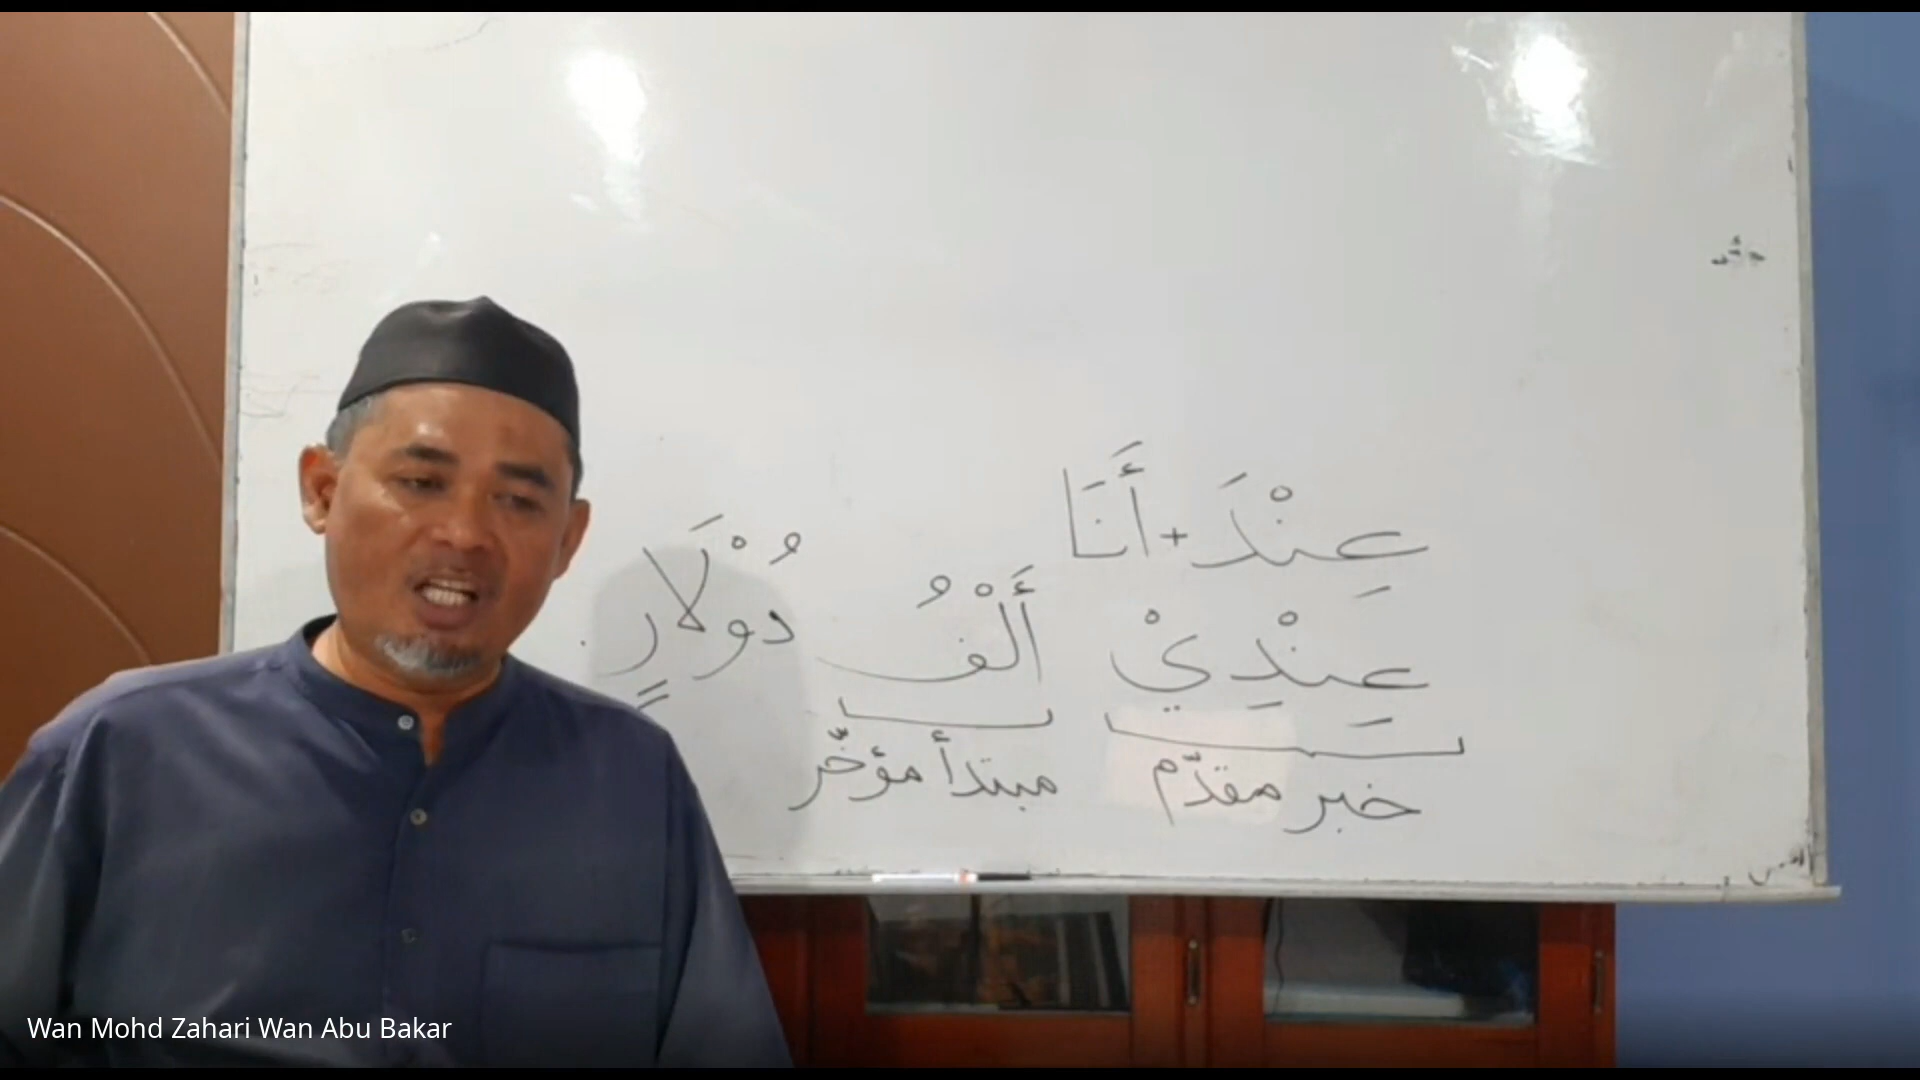 عِنْدَ + أَنَا
عِنْدِيْ أَلْفُ دُوْلَارٍ
خبر مقدّم مبتدأ مؤخّر
Wan Mohd Zahari Wan Abu Bakar